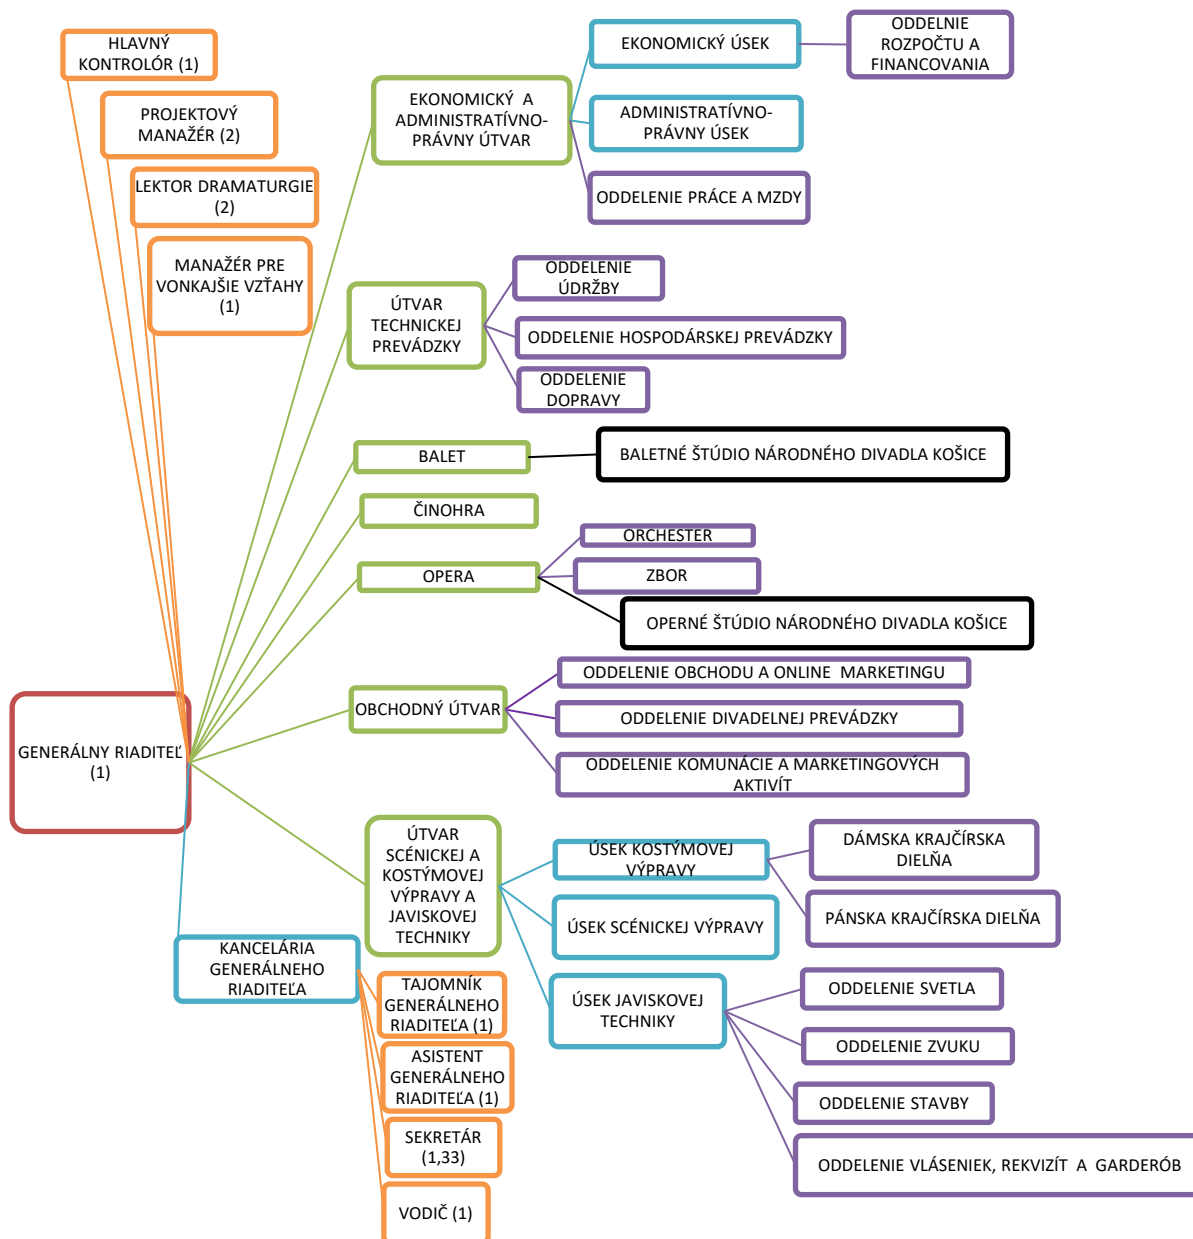 HLAVNÝ
KONTROLÓR (1)
PROJEKTOVÝ
MANAŽÉR (2)
LEKTOR DRAMATURGIE
(2)
MANAŽÉR PRE
VONKAJŠIE VZŤAHY
(1)
GENERÁLNY RIADITEĽ
(1)
EKONOMICKÝ A
ADMINISTRATÍVNO-
PRÁVNY ÚTVAR
EKONOMICKÝ ÚSEK
ODDELNIE
ROZPOČTU A
FINANCOVANIA
ADMINISTRATÍVNO-
PRÁVNY ÚSEK
ODDELENIE PRÁCE A MZDY
ÚTVAR
TECHNICKEJ
PREVÁDZKY
ODDELENIE
ÚDRŽBY
ODDELENIE HOSPODÁRSKEJ PREVÁDZKY
ODDELENIE
DOPRAVY
BALET
BALETNÉ ŠTÚDIO NÁRODNÉHO DIVADLA KOŠICE
ČINOHRA
OPERA
ORCHESTER
ZBOR
OPERNÉ ŠTÚDIO NÁRODNÉHO DIVADLA KOŠICE
OBCHODNÝ ÚTVAR
ODDELENIE OBCHODU A ONLINE MARKETINGU
ODDELENIE DIVADELNEJ PREVÁDZKY
ODDELENIE KOMUNÁCIE A MARKETINGOVÝCH
AKTIVÍT
ÚTVAR
SCÉNICKEJ A
KOSTÝMOVEJ
VÝPRAVY A
JAVISKOVEJ
TECHNIKY
ÚSEK KOSTÝMOVEJ
VÝPRAVY
DÁMSKA KRAJČÍRSKA
DIELŇA
PÁNSKA KRAJČÍRSKA DIELŇA
ÚSEK SCÉNICKEJ VÝPRAVY
ÚSEK JAVISKOVEJ
TECHNIKY
ODDELENIE SVETLA
ODDELENIE ZVUKU
ODDELENIE STAVBY
ODDELENIE VLÁSENIEK, REKVIZÍT A GARDERÓB
KANCELÁRIA
GENERÁLNEHO
RIADITEĽA
TAJOMNÍK
GENERÁLNEHO
RIADITEĽA (1)
ASISTENT
GENERÁLNEHO
RIADITEĽA (1)
SEKRETÁR
(1,33)
VODIČ (1)